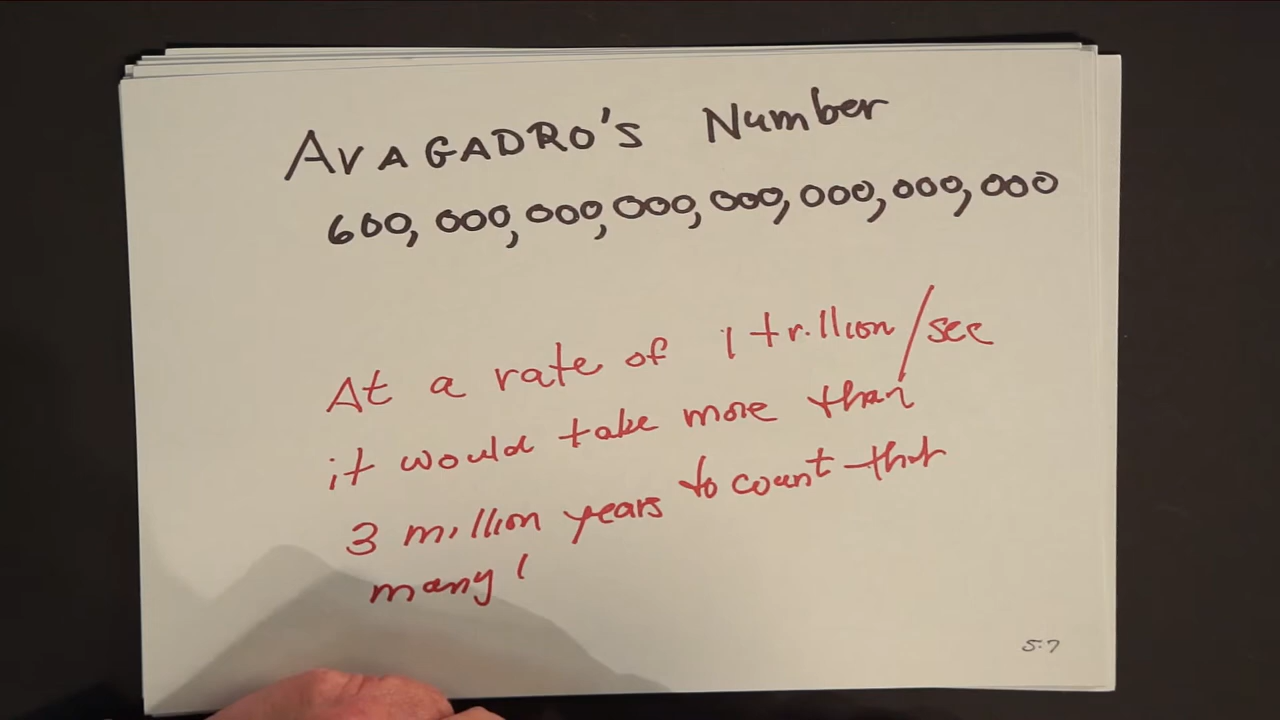 AVAGADRO'S Number
600,000,000,000,000,000,000,000
At a rate of 1 trillion/sec
it would take more than
3 million years to count that
many (
5.7